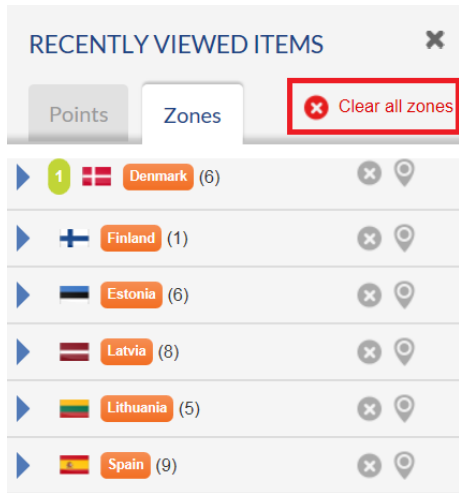 RECENTLY VIEWED ITEMS
Points Zones Clear all zones
1 Denmark (6)
Finland (1)
Estonia (6)
Latvia (8)
Lithuania (5)
Spain (9)